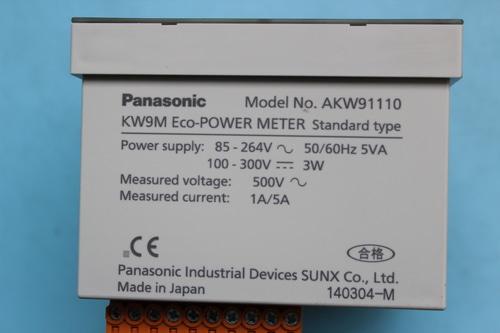 Panasonic Model No. AKW91110
KW9M Eco-POWER METER Standard type
Power supply: 85 - 264V ∼ 50/60Hz 5VA
100 - 300V ⎓ 3W
Measured voltage: 500V ∼
Measured current: 1A/5A
CE 合格
Panasonic Industrial Devices SUNX Co., Ltd.
Made in Japan 140304-M